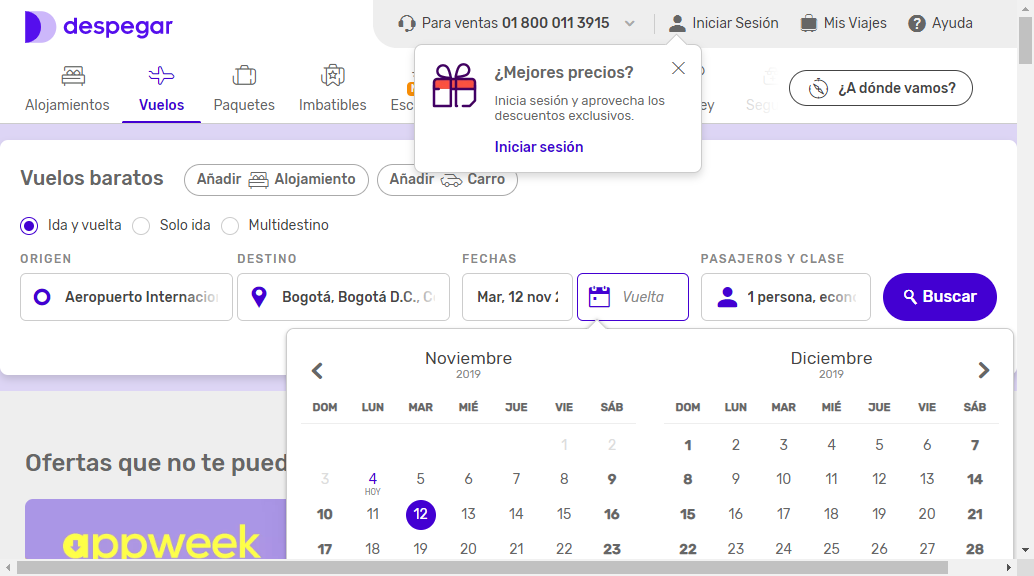 despegar
Para ventas 01 800 011 3915
Iniciar Sesión
Mis Viajes
Ayuda
Alojamientos
Vuelos
Paquetes
Imbatibles
¿A dónde vamos?
¿Mejores precios?
Inicia sesión y aprovecha los
descuentos exclusivos.
Iniciar sesión
Vuelos baratos
Añadir Alojamiento
Añadir Carro
Ida y vuelta
Solo ida
Multidestino
ORIGEN
DESTINO
FECHAS
PASAJEROS Y CLASE
Aeropuerto Internacio
Bogotá, Bogotá D.C., C
Mar, 12 nov 2
Vuelta
1 persona, econ
Buscar
Noviembre
2019
DOM LUN MAR MIÉ JUE VIE SÁB
1 2
3 4 5 6 7 8 9
HOY
10 11 12 13 14 15 16
17 18 19 20 21 22 23
Diciembre
2019
DOM LUN MAR MIÉ JUE VIE SÁB
1 2 3 4 5 6 7
8 9 10 11 12 13 14
15 16 17 18 19 20 21
22 23 24 25 26 27 28
Ofertas que no te pued
appweek